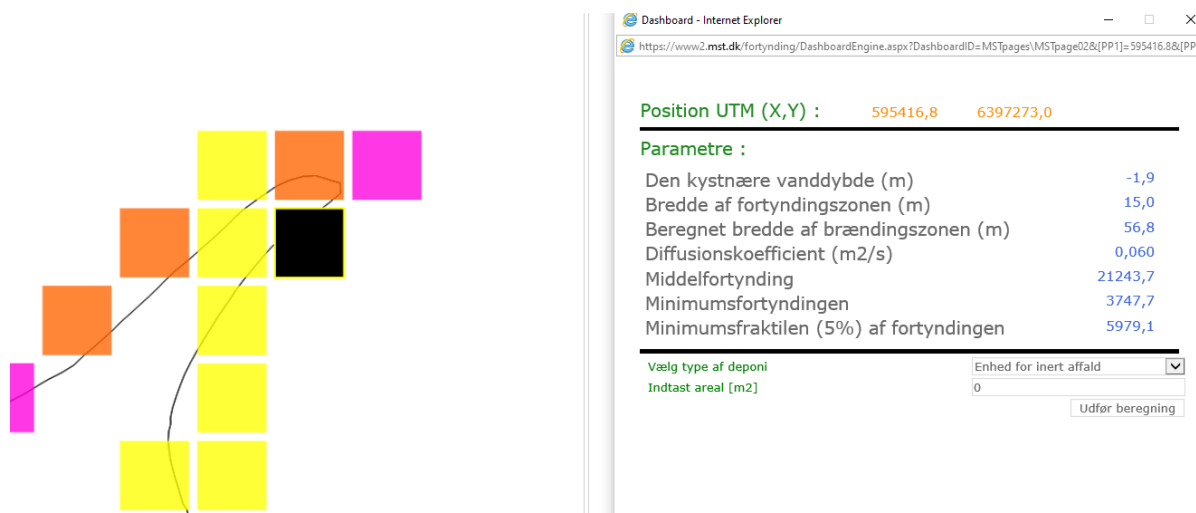 Dashboard - Internet Explorer
https://www2.mst.dk/fortynding/DashboardEngine.aspx?DashboardID=MSTpages\MSTpage02&[PP1]=595416.8&[PP
Position UTM (X,Y) : 595416,8 6397273,0
Parametre :
Den kystnære vanddybde (m) -1,9
Bredde af fortyndingszonen (m) 15,0
Beregnet bredde af brændingszonen (m) 56,8
Diffusionskoefficient (m2/s) 0,060
Middelfortynding 21243,7
Minimumsfortyndingen 3747,7
Minimumsfraktilen (5%) af fortyndingen 5979,1
Vælg type af deponi Enhed for inert affald
Indtast areal [m2] 0
Udfør beregning